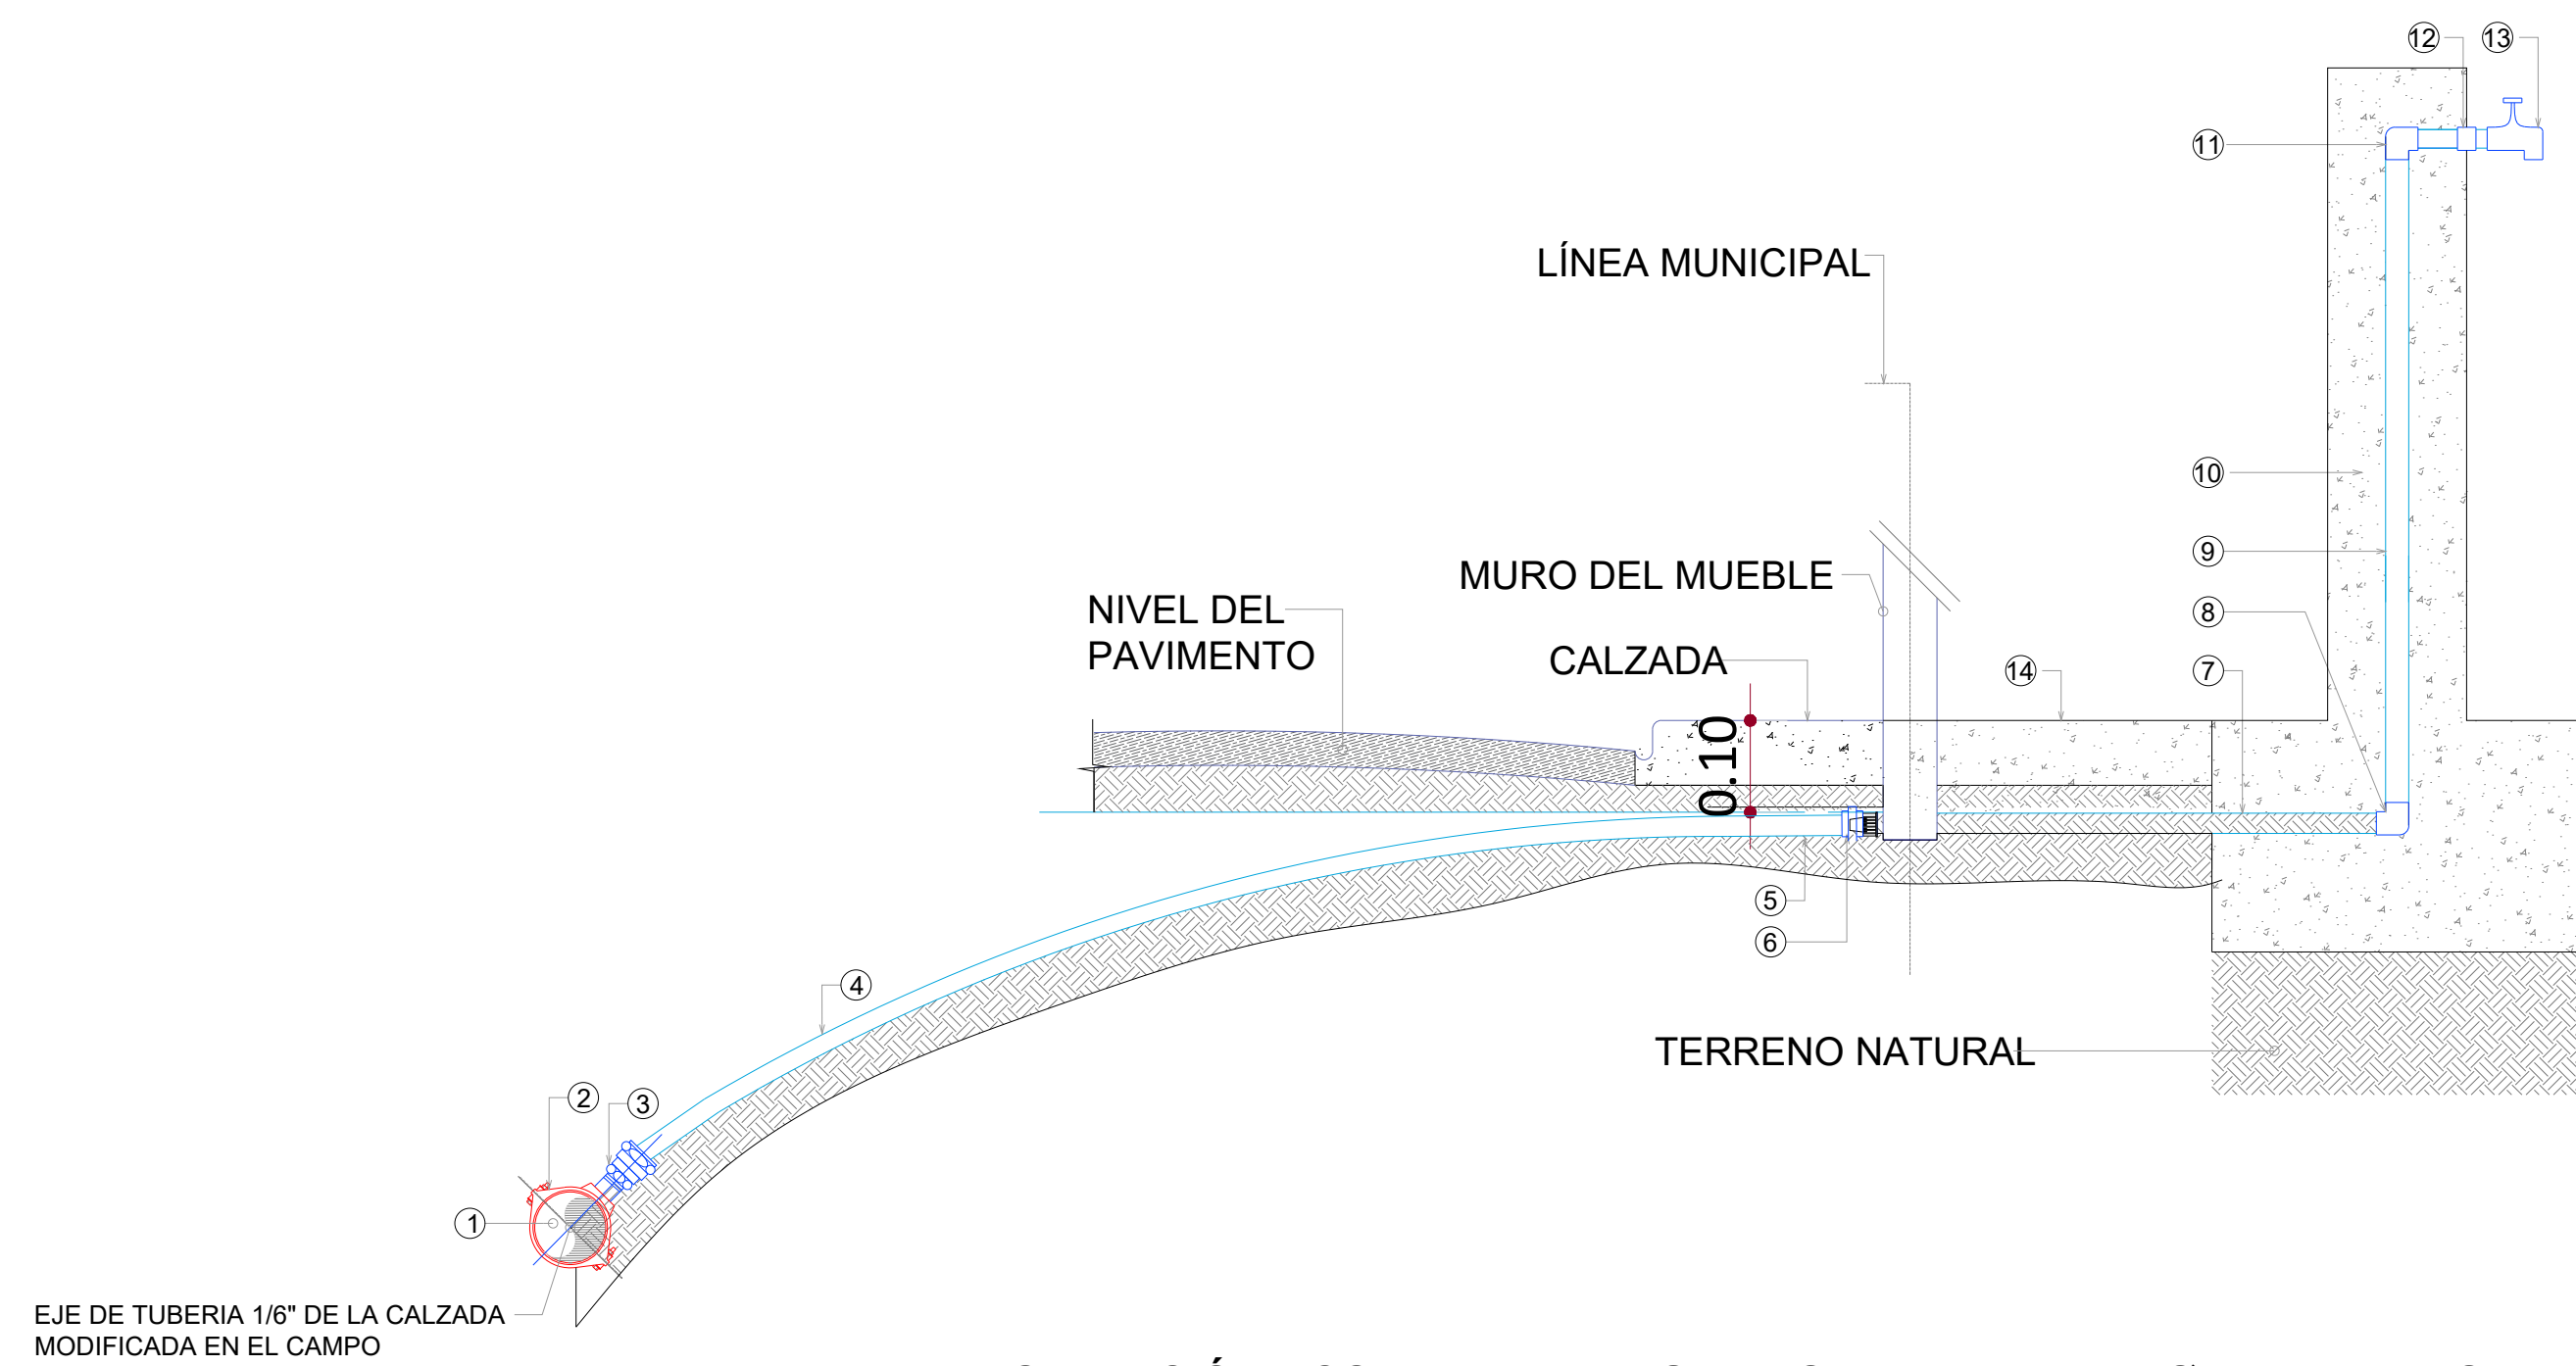 12 13
11
LÍNEA MUNICIPAL
10
9
MURO DEL MUEBLE
NIVEL DEL
PAVIMENTO
8
CALZADA
14
7
0.10
5
6
4
TERRENO NATURAL
2
3
1
EJE DE TUBERIA 1/6" DE LA CALZADA
MODIFICADA EN EL CAMPO